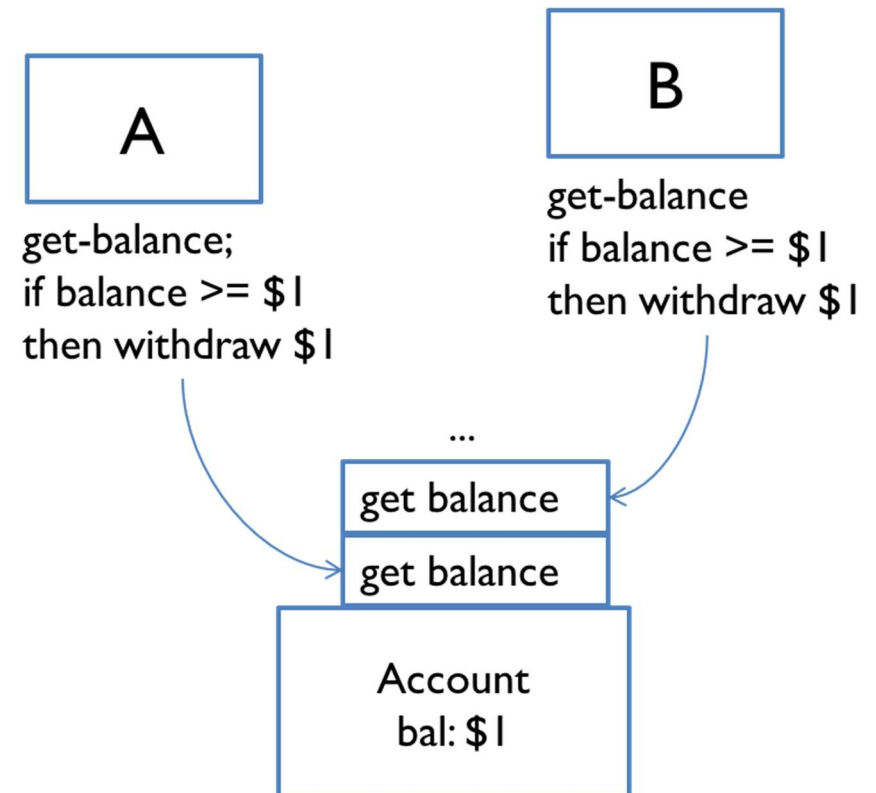 A
get-balance;
if balance >= $1
then withdraw $1
B
get-balance
if balance >= $1
then withdraw $1
...
get balance
get balance
Account
bal: $1